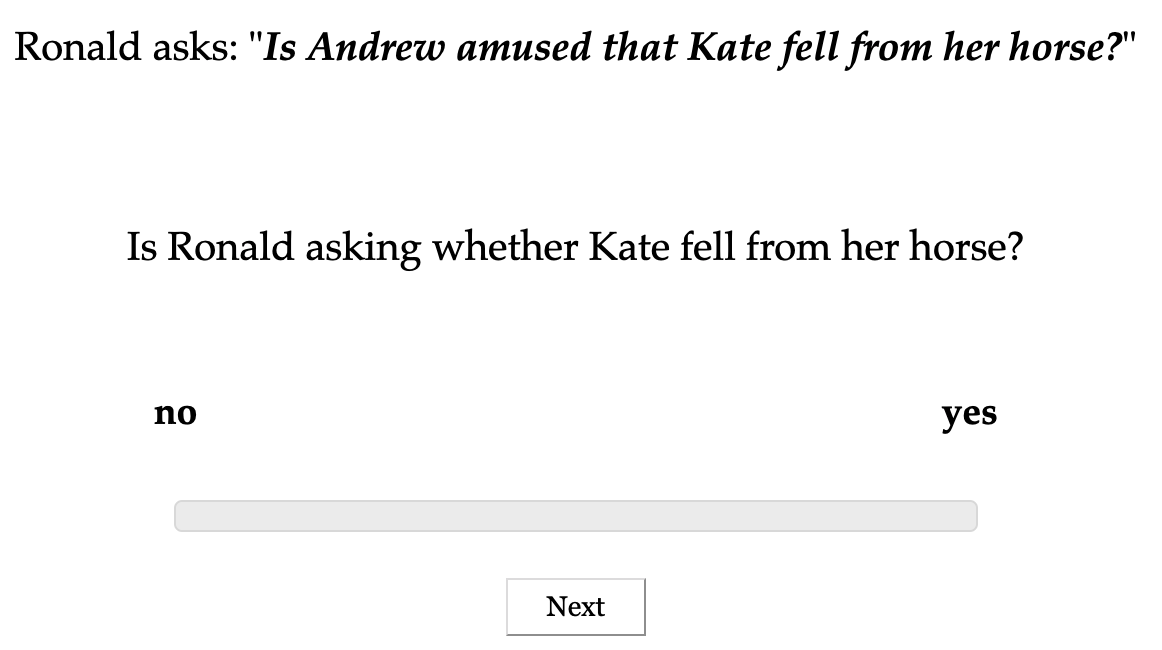 Ronald asks: "Is Andrew amused that Kate fell from her horse?"
Is Ronald asking whether Kate fell from her horse?
no yes
Next